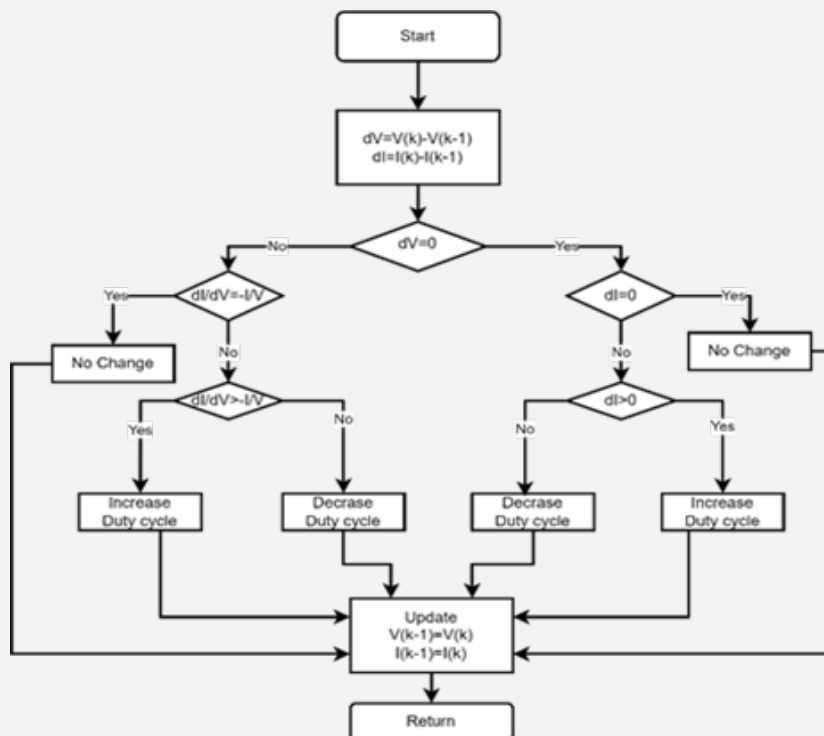 Start
dV=V(k)-V(k-1)
dI=I(k)-I(k-1)
dV=0
No
Yes
dI/dV=-I/V
dI=0
Yes
Yes
No Change
No
No
No Change
dI/dV>-I/V
dI>0
Yes
No
No
Yes
Increase
Duty cycle
Decrase
Duty cycle
Decrase
Duty cycle
Increase
Duty cycle
Update
V(k-1)=V(k)
I(k-1)=I(k)
Return